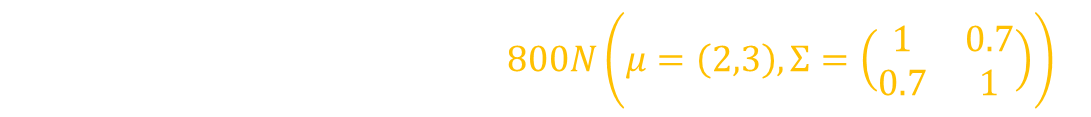 800N(μ = (2,3), Σ = (1 0.7
0.7 1))